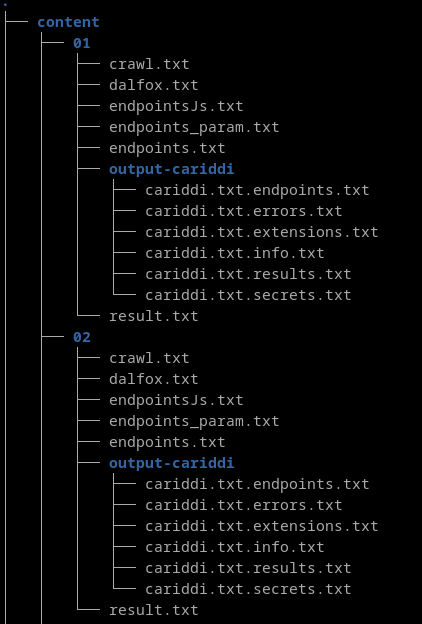 .
├── content
│   ├── 01
│   │   ├── crawl.txt
│   │   ├── dalfox.txt
│   │   ├── endpointsJs.txt
│   │   ├── endpoints_param.txt
│   │   ├── endpoints.txt
│   │   ├── output-cariddi
│   │   │   ├── cariddi.txt.endpoints.txt
│   │   │   ├── cariddi.txt.errors.txt
│   │   │   ├── cariddi.txt.extensions.txt
│   │   │   ├── cariddi.txt.info.txt
│   │   │   ├── cariddi.txt.results.txt
│   │   │   └── cariddi.txt.secrets.txt
│   │   └── result.txt
│   ├── 02
│   │   ├── crawl.txt
│   │   ├── dalfox.txt
│   │   ├── endpointsJs.txt
│   │   ├── endpoints_param.txt
│   │   ├── endpoints.txt
│   │   ├── output-cariddi
│   │   │   ├── cariddi.txt.endpoints.txt
│   │   │   ├── cariddi.txt.errors.txt
│   │   │   ├── cariddi.txt.extensions.txt
│   │   │   ├── cariddi.txt.info.txt
│   │   │   ├── cariddi.txt.results.txt
│   │   │   └── cariddi.txt.secrets.txt
│   │   └── result.txt